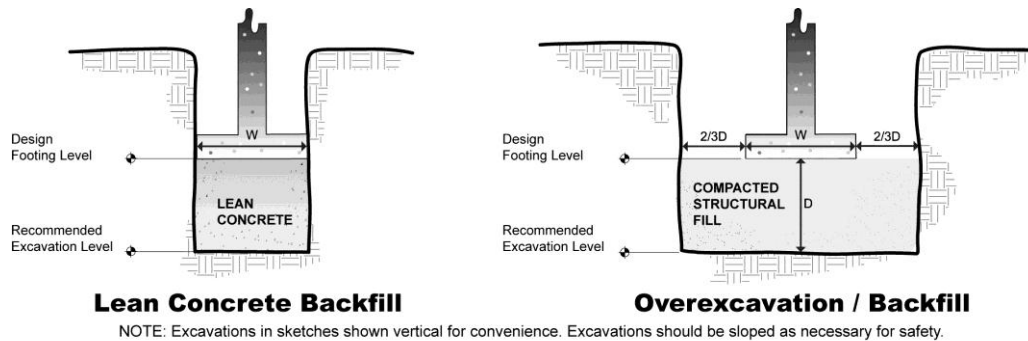 W
Design
Footing Level
LEAN
CONCRETE
Recommended
Excavation Level
Lean Concrete Backfill
2/3D
W
2/3D
Design
Footing Level
COMPACTED
STRUCTURAL
FILL
D
Recommended
Excavation Level
Overexcavation / Backfill
NOTE: Excavations in sketches shown vertical for convenience. Excavations should be sloped as necessary for safety.